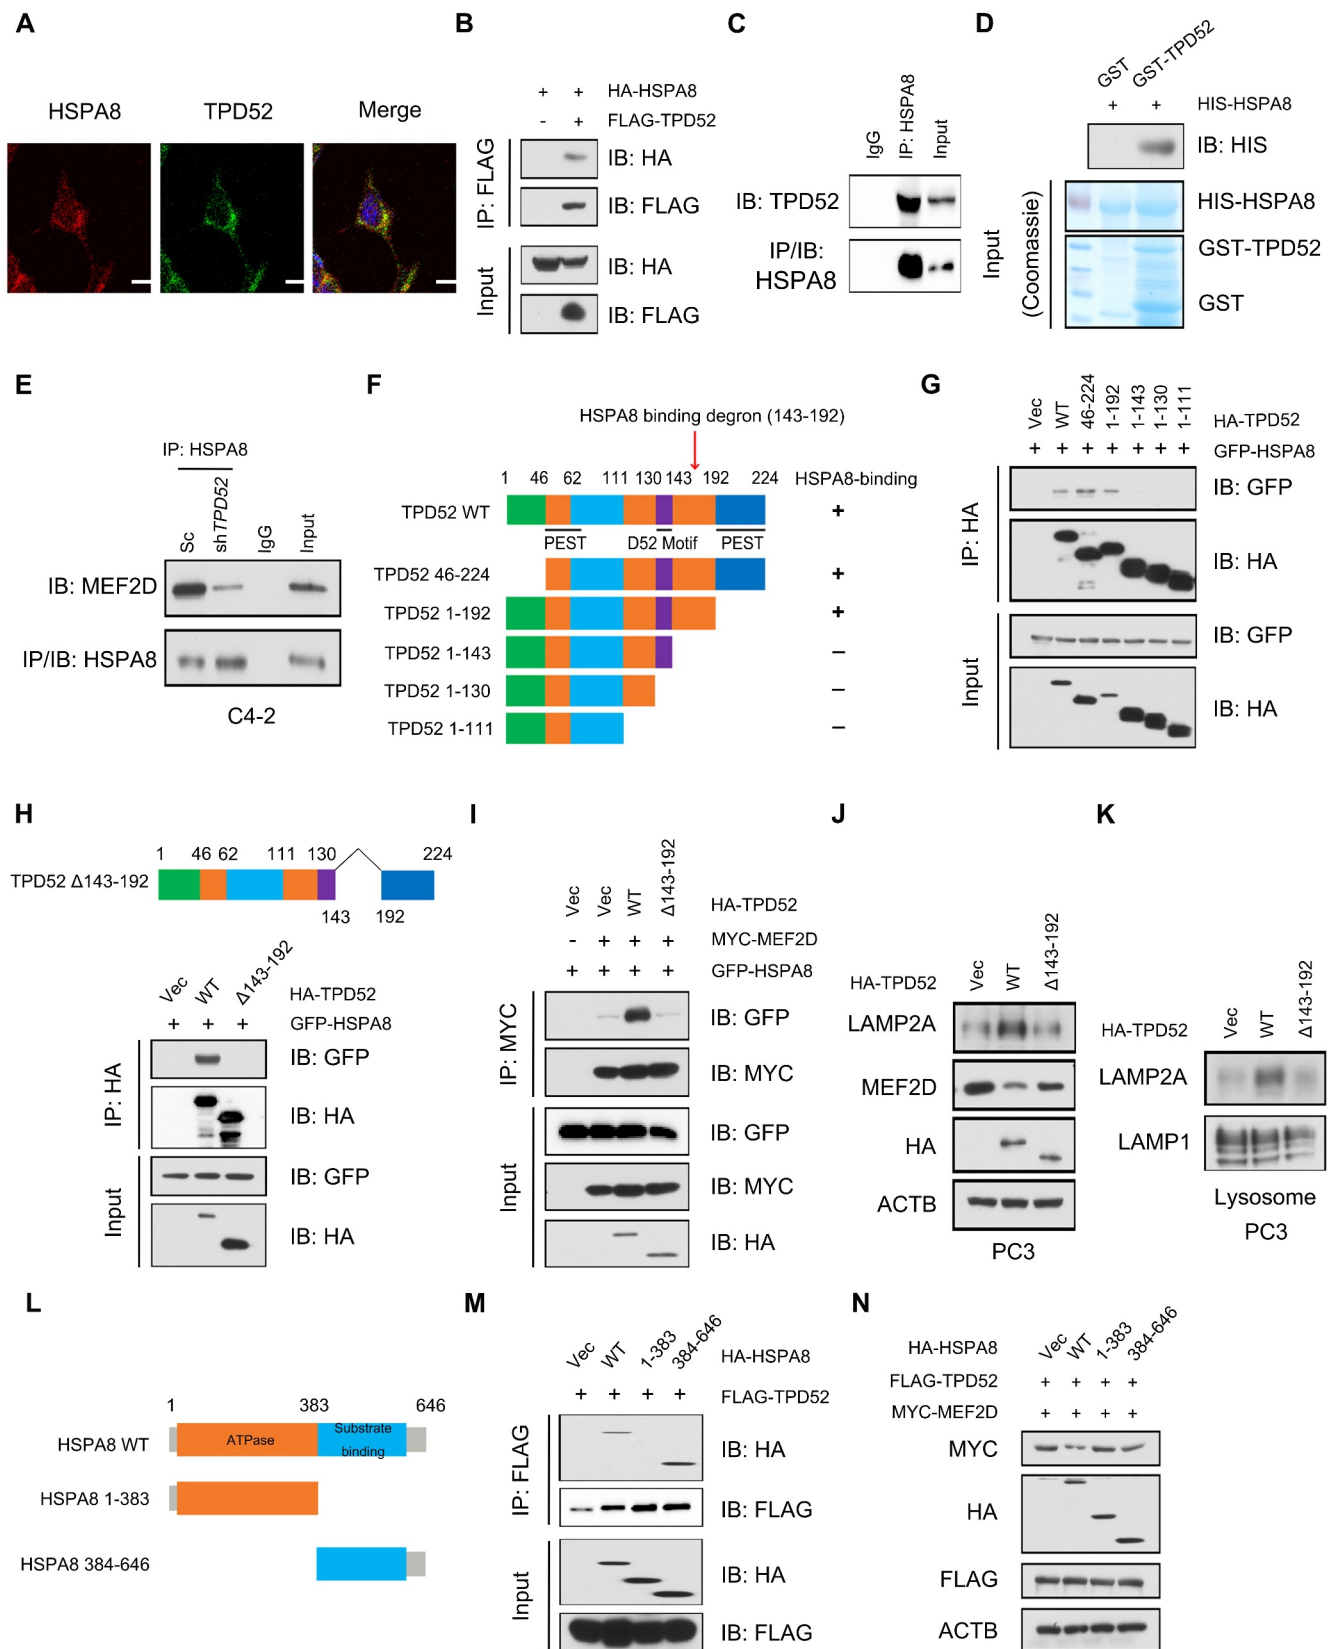 A
HSPA8 TPD52 Merge
B
+ + HA-HSPA8
- + FLAG-TPD52
IP: FLAG
IB: HA
IB: FLAG
Input
IB: HA
IB: FLAG
C
IgG IP: HSPA8 Input
IB: TPD52
IP/IB:
HSPA8
D
GST GST-TPD52
+ + HIS-HSPA8
IB: HIS
Input
(Coomassie)
HIS-HSPA8
GST-TPD52
GST
E
IP: HSPA8
Sc shTPD52 IgG Input
IB: MEF2D
IP/IB: HSPA8
C4-2
F
HSPA8 binding degron (143-192)
1 46 62 111 130 143 192 224 HSPA8-binding
TPD52 WT +
PEST D52 Motif PEST
TPD52 46-224 +
TPD52 1-192 +
TPD52 1-143 −
TPD52 1-130 −
TPD52 1-111 −
G
Vec WT 46-224 1-192 1-143 1-130 1-111 HA-TPD52
+ + + + + + + GFP-HSPA8
IP: HA
IB: GFP
IB: HA
Input
IB: GFP
IB: HA
H
1 46 62 111 130 224
TPD52 Δ143-192
143 192
Vec WT Δ143-192 HA-TPD52
+ + + GFP-HSPA8
IP: HA
IB: GFP
IB: HA
Input
IB: GFP
IB: HA
I
Vec Vec WT Δ143-192 HA-TPD52
- + + + MYC-MEF2D
+ + + + GFP-HSPA8
IP: MYC
IB: GFP
IB: MYC
Input
IB: GFP
IB: MYC
IB: HA
J
HA-TPD52 Vec WT Δ143-192
LAMP2A
MEF2D
HA
ACTB
PC3
K
HA-TPD52 Vec WT Δ143-192
LAMP2A
LAMP1
Lysosome
PC3
L
1 383 646
HSPA8 WT ATPase Substrate
binding
HSPA8 1-383
HSPA8 384-646
M
Vec WT 1-383 384-646 HA-HSPA8
+ + + + FLAG-TPD52
IP: FLAG
IB: HA
IB: FLAG
Input
IB: HA
IB: FLAG
N
HA-HSPA8 Vec WT 1-383 384-646
FLAG-TPD52 + + + +
MYC-MEF2D + + + +
MYC
HA
FLAG
ACTB